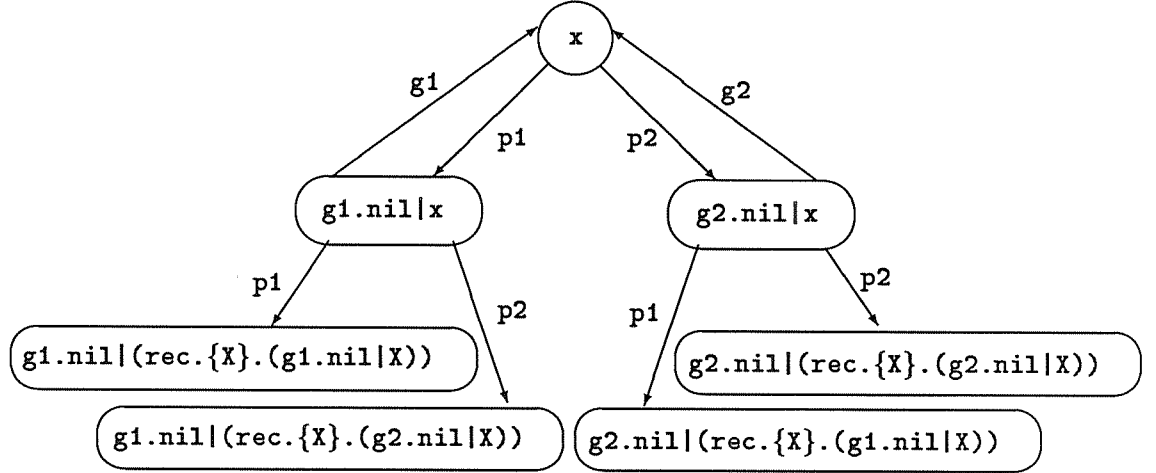 x
g1
g2
p1
p2
g1.nil|x
g2.nil|x
p1
p2
p1
p2
g1.nil|(rec.{X}.(g1.nil|X))
g2.nil|(rec.{X}.(g2.nil|X))
g1.nil|(rec.{X}.(g2.nil|X))
g2.nil|(rec.{X}.(g1.nil|X))